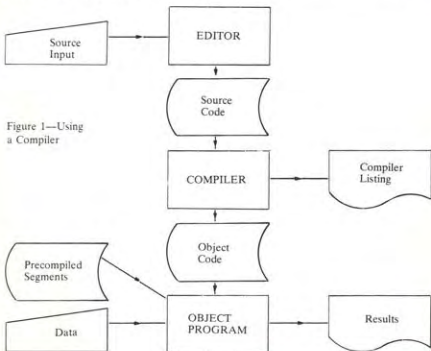 EDITOR
Source
Input
Source
Code
Figure 1—Using
a Compiler
COMPILER
Compiler
Listing
Object
Code
Precompiled
Segments
OBJECT
PROGRAM
Results
Data